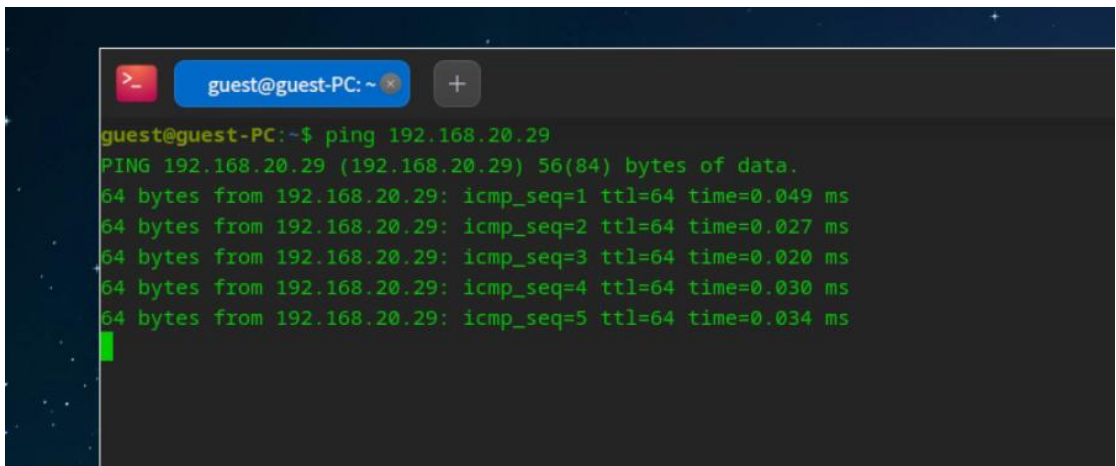 guest@guest-PC: ~
guest@guest-PC:~$ ping 192.168.20.29
PING 192.168.20.29 (192.168.20.29) 56(84) bytes of data.
64 bytes from 192.168.20.29: icmp_seq=1 ttl=64 time=0.049 ms
64 bytes from 192.168.20.29: icmp_seq=2 ttl=64 time=0.027 ms
64 bytes from 192.168.20.29: icmp_seq=3 ttl=64 time=0.020 ms
64 bytes from 192.168.20.29: icmp_seq=4 ttl=64 time=0.030 ms
64 bytes from 192.168.20.29: icmp_seq=5 ttl=64 time=0.034 ms